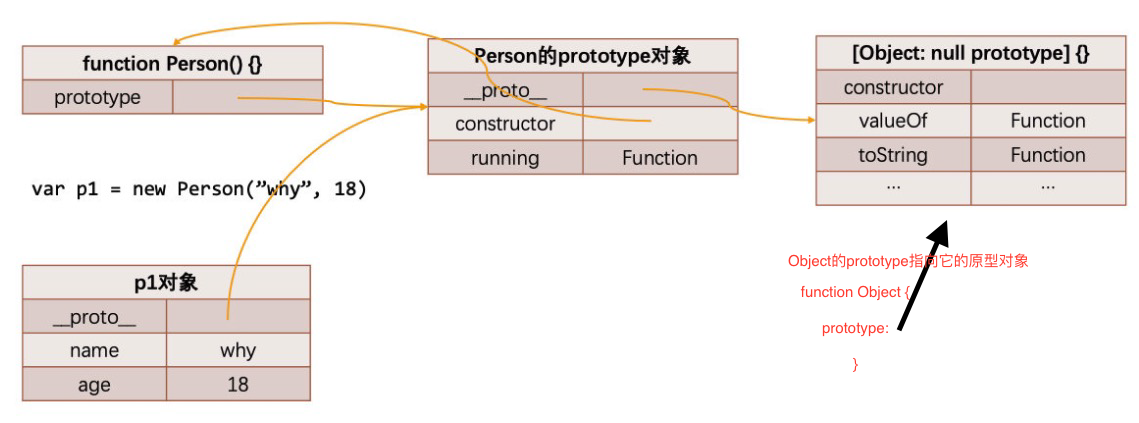 function Person() {}
prototype
Person的prototype对象
__proto__
constructor
running Function
[Object: null prototype] {}
constructor
valueOf Function
toString Function
... ...
var p1 = new Person(”why”, 18)
p1对象
__proto__
name why
age 18
Object的prototype指向它的原型对象
function Object {
prototype:
}